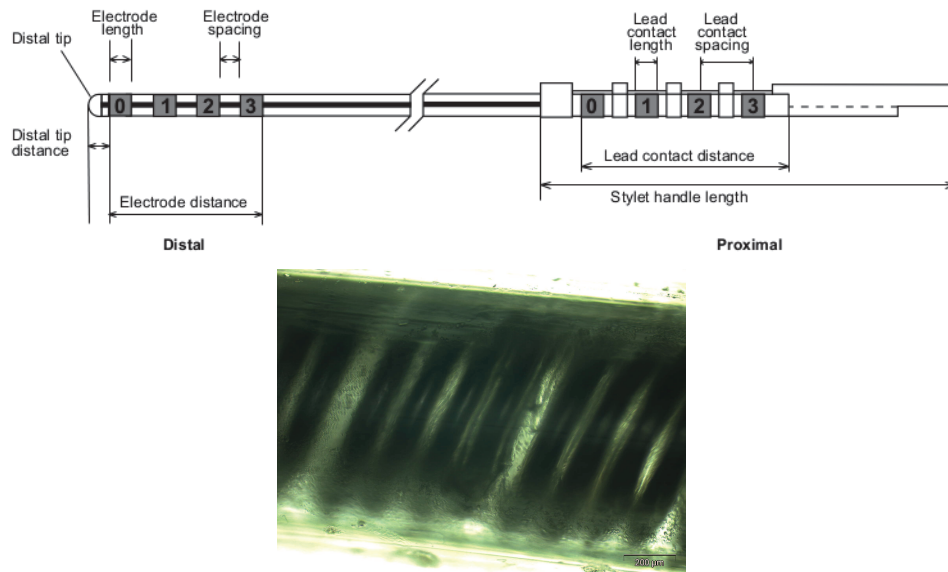 Electrode
length
Electrode
spacing
Distal tip
Lead
contact
length
Lead
contact
spacing
0 1 2 3
0 1 2 3
Distal tip
distance
Lead contact distance
Electrode distance
Stylet handle length
Distal
Proximal
200 µm